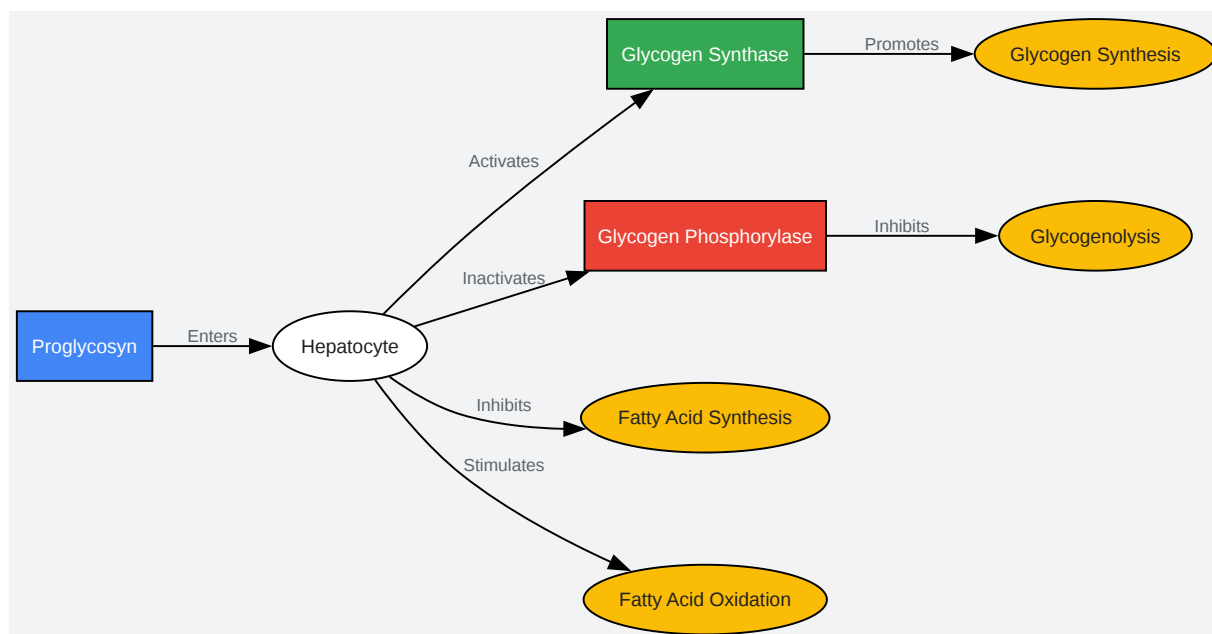 Glycogen Synthase
Promotes
Glycogen Synthesis
Activates
Glycogen Phosphorylase
Inhibits
Glycogenolysis
Inactivates
Proglycosyn
Enters
Hepatocyte
Inhibits
Fatty Acid Synthesis
Stimulates
Fatty Acid Oxidation